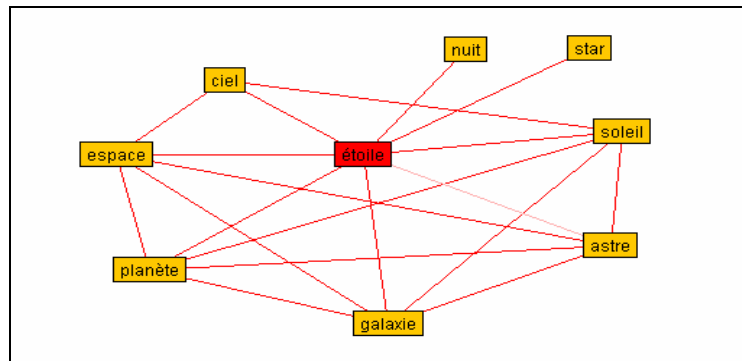 nuit
star
ciel
soleil
espace
étoile
astre
planète
galaxie